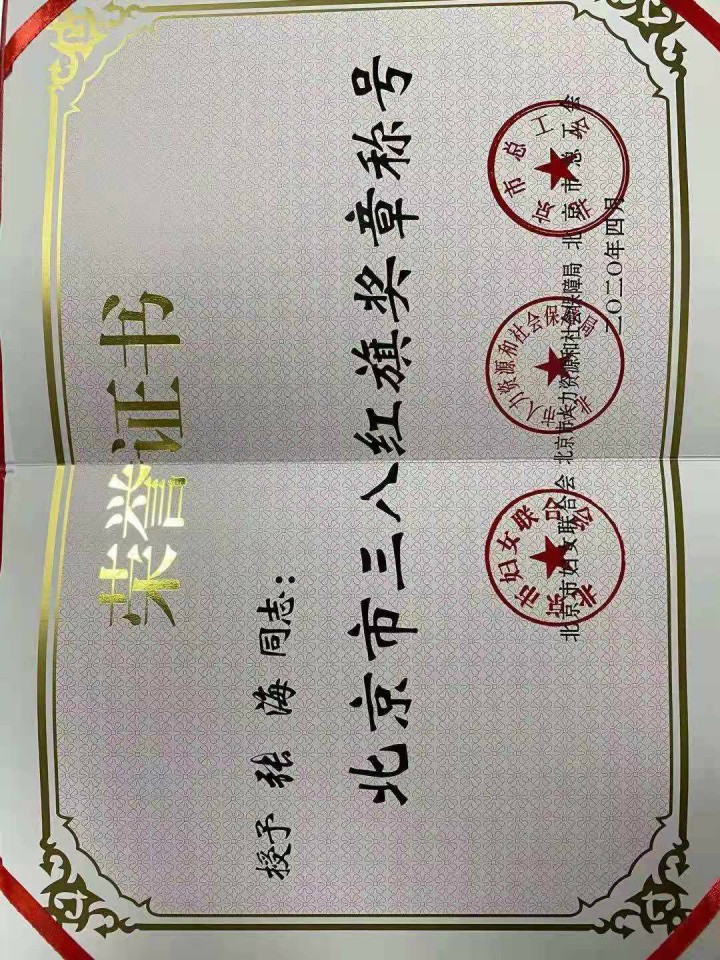 荣誉证书
授予 张海 同志:
北京市三八红旗奖章称号
北京市妇女联合会 北京市人力资源和社会保障局 北京市总工会
二〇二〇年四月